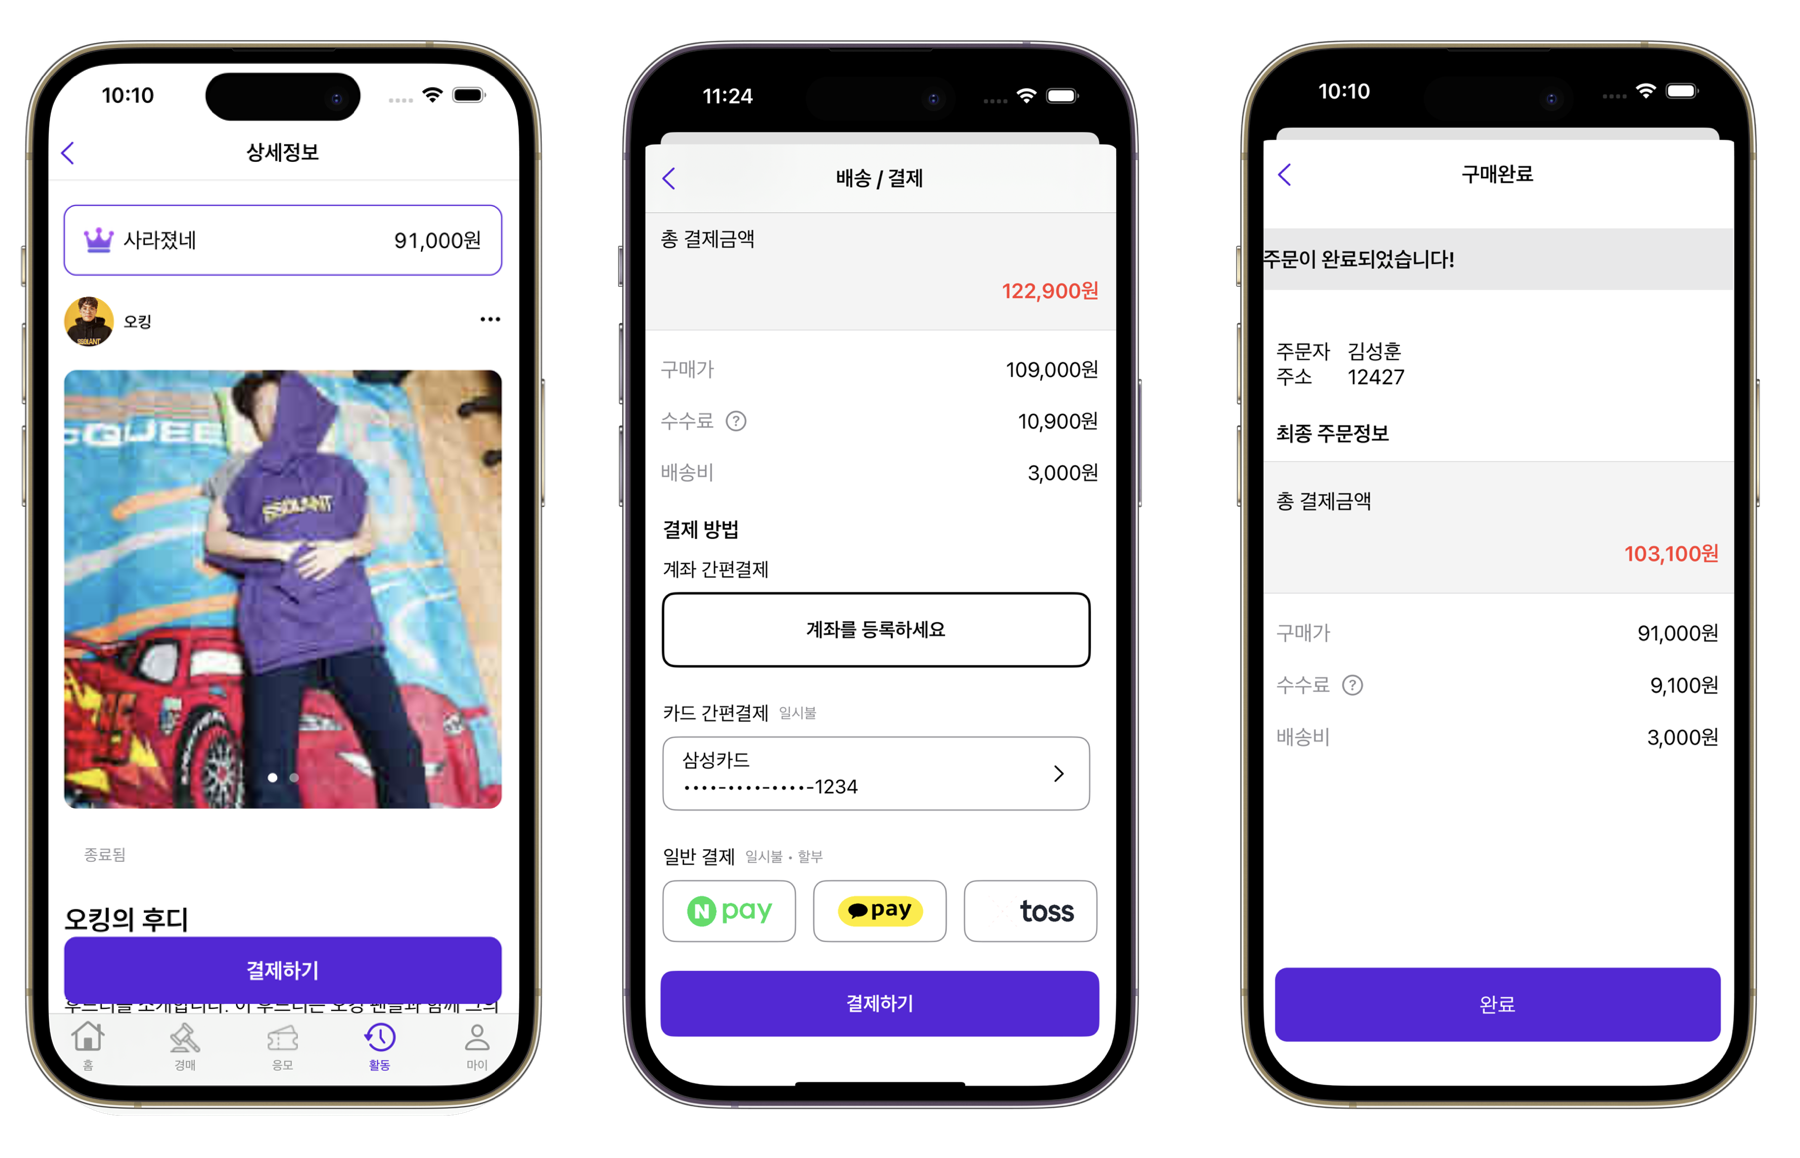 10:10
상세정보
사라졌네 91,000원
오킹
CQUEE
SSGLANT
종료됨
오킹의 후디
결제하기
홈 경매 응모 활동 마이
11:24
배송 / 결제
총 결제금액
122,900원
구매가 109,000원
수수료 ? 10,900원
배송비 3,000원
결제 방법
계좌 간편결제
계좌를 등록하세요
카드 간편결제 일시불
삼성카드
••••-••••-••••-1234
일반 결제 일시불 • 할부
N pay pay toss
결제하기
10:10
구매완료
주문이 완료되었습니다!
주문자 김성훈
주소 12427
최종 주문정보
총 결제금액
103,100원
구매가 91,000원
수수료 ? 9,100원
배송비 3,000원
완료